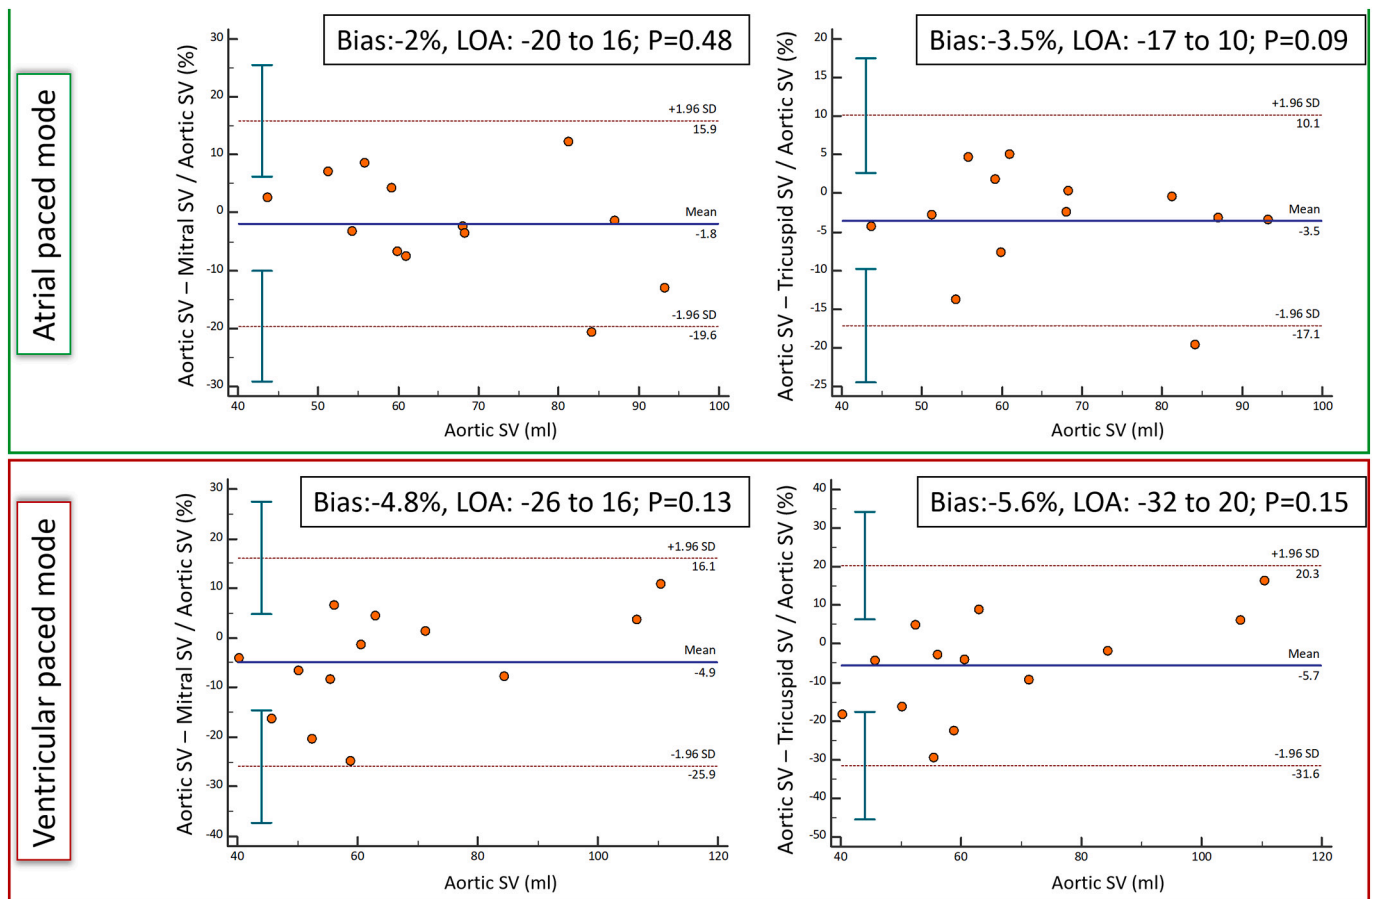 Atrial paced mode
Bias:-2%, LOA: -20 to 16; P=0.48
Aortic SV – Mitral SV / Aortic SV (%)
30
20
10
0
-10
-20
-30
+1.96 SD
15.9
Mean
-1.8
-1.96 SD
-19.6
40 50 60 70 80 90 100
Aortic SV (ml)
Bias:-3.5%, LOA: -17 to 10; P=0.09
Aortic SV – Tricuspid SV / Aortic SV (%)
20
15
10
5
0
-5
-10
-15
-20
-25
+1.96 SD
10.1
Mean
-3.5
-1.96 SD
-17.1
40 50 60 70 80 90 100
Aortic SV (ml)
Ventricular paced mode
Bias:-4.8%, LOA: -26 to 16; P=0.13
Aortic SV – Mitral SV / Aortic SV (%)
30
20
10
0
-10
-20
-30
-40
+1.96 SD
16.1
Mean
-4.9
-1.96 SD
-25.9
40 60 80 100 120
Aortic SV (ml)
Bias:-5.6%, LOA: -32 to 20; P=0.15
Aortic SV – Tricuspid SV / Aortic SV (%)
40
30
20
10
0
-10
-20
-30
-40
-50
+1.96 SD
20.3
Mean
-5.7
-1.96 SD
-31.6
40 60 80 100 120
Aortic SV (ml)